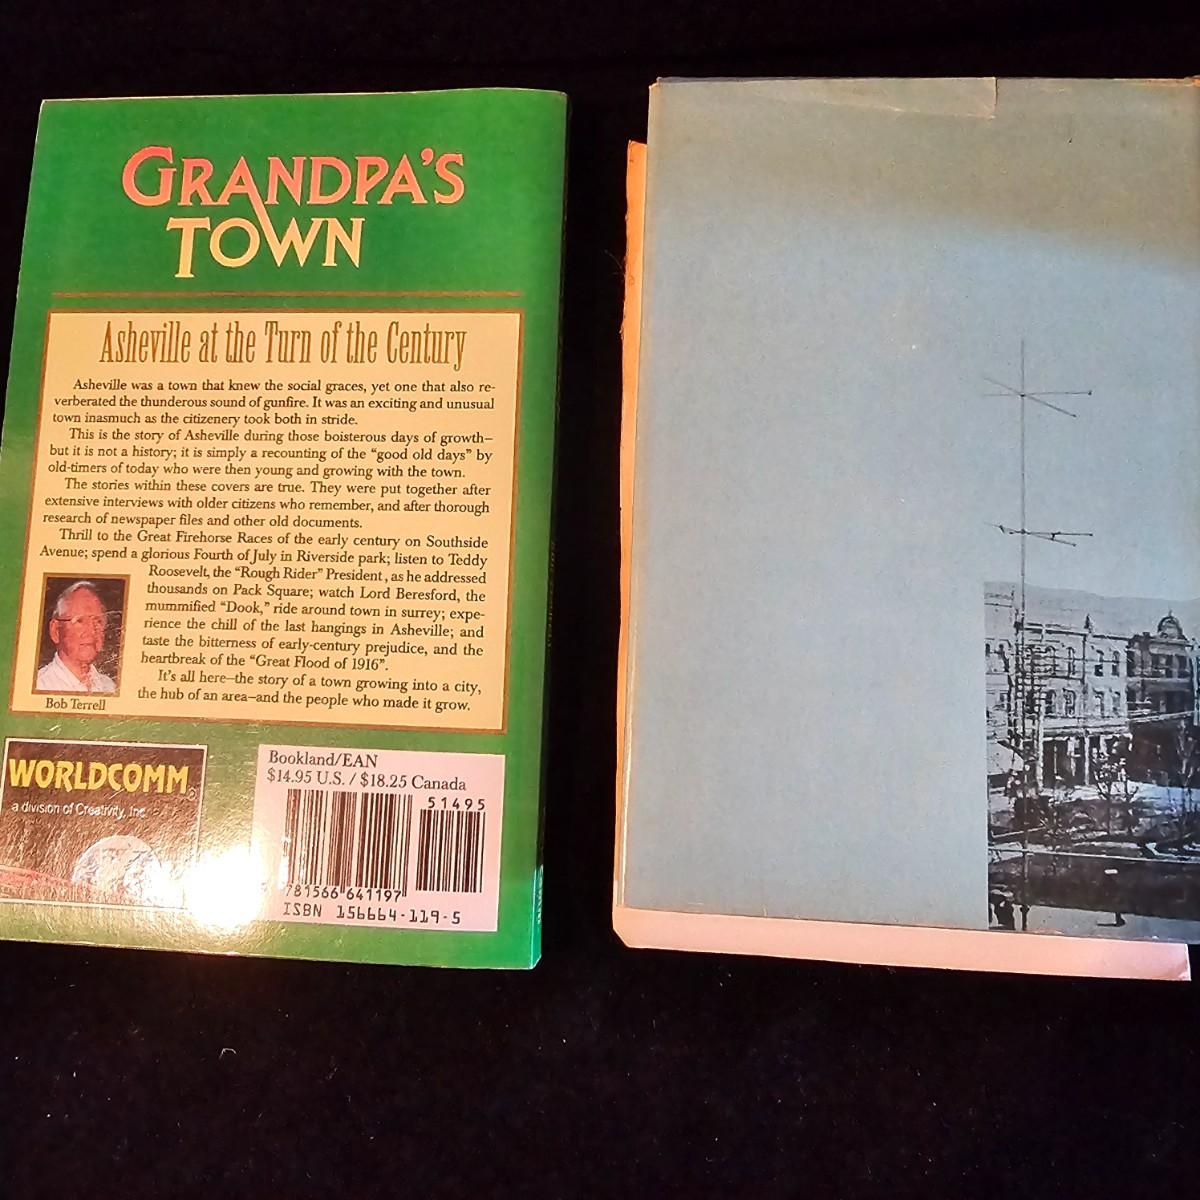 GRANDPA'S
TOWN
Asheville at the Turn of the Century
Asheville was a town that knew the social graces, yet one that also re-
verberated the thunderous sound of gunfire. It was an exciting and unusual
town inasmuch as the citizenery took both in stride.
This is the story of Asheville during those boisterous days of growth—
but it is not a history; it is simply a recounting of the “good old days” by
old-timers of today who were then young and growing with the town.
The stories within these covers are true. They were put together after
extensive interviews with older citizens who remember, and after thorough
research of newspaper files and other old documents.
Thrill to the Great Firehorse Races of the early century on Southside
Avenue; spend a glorious Fourth of July in Riverside park; listen to Teddy
Roosevelt, the “Rough Rider” President, as he addressed
thousands on Pack Square; watch Lord Beresford, the
mummified “Dook,” ride around town in surrey; expe-
rience the chill of the last hangings in Asheville; and
taste the bitterness of early-century prejudice, and the
heartbreak of the “Great Flood of 1916”.
It's all here—the story of a town growing into a city,
the hub of an area—and the people who made it grow.
Bob Terrell
WORLDCOMM®
a division of Creativity, Inc.
Bookland/EAN
$14.95 U.S. / $18.25 Canada
51495
781566 641197
ISBN 156664-119-5